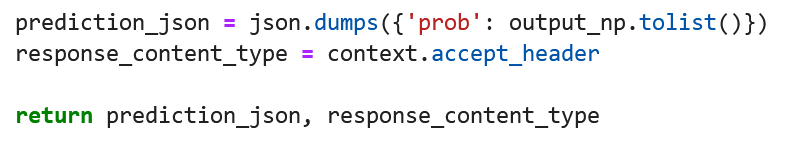 prediction_json = json.dumps({'prob': output_np.tolist()})
response_content_type = context.accept_header
return prediction_json, response_content_type